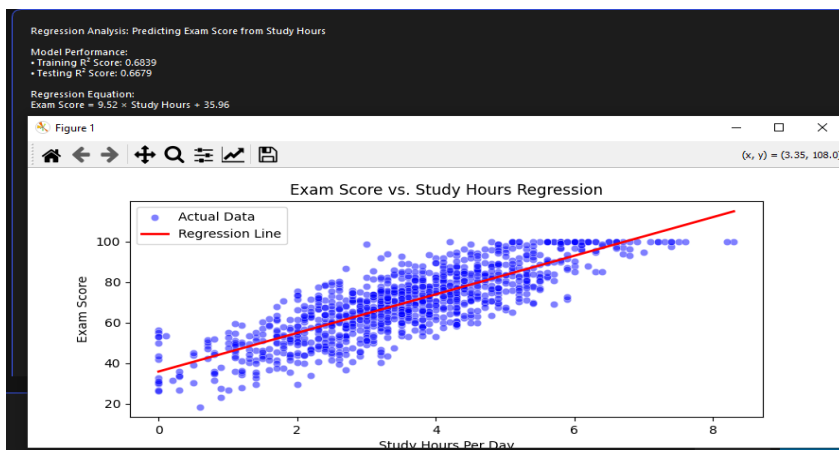 Regression Analysis: Predicting Exam Score from Study Hours
Model Performance:
• Training R² Score: 0.6839
• Testing R² Score: 0.6679
Regression Equation:
Exam Score = 9.52 × Study Hours + 35.96
Figure 1
(x, y) = (3.35, 108.0)
Exam Score vs. Study Hours Regression
Actual Data
Regression Line
Exam Score
100
80
60
40
20
0 2 4 6 8
Study Hours Per Day